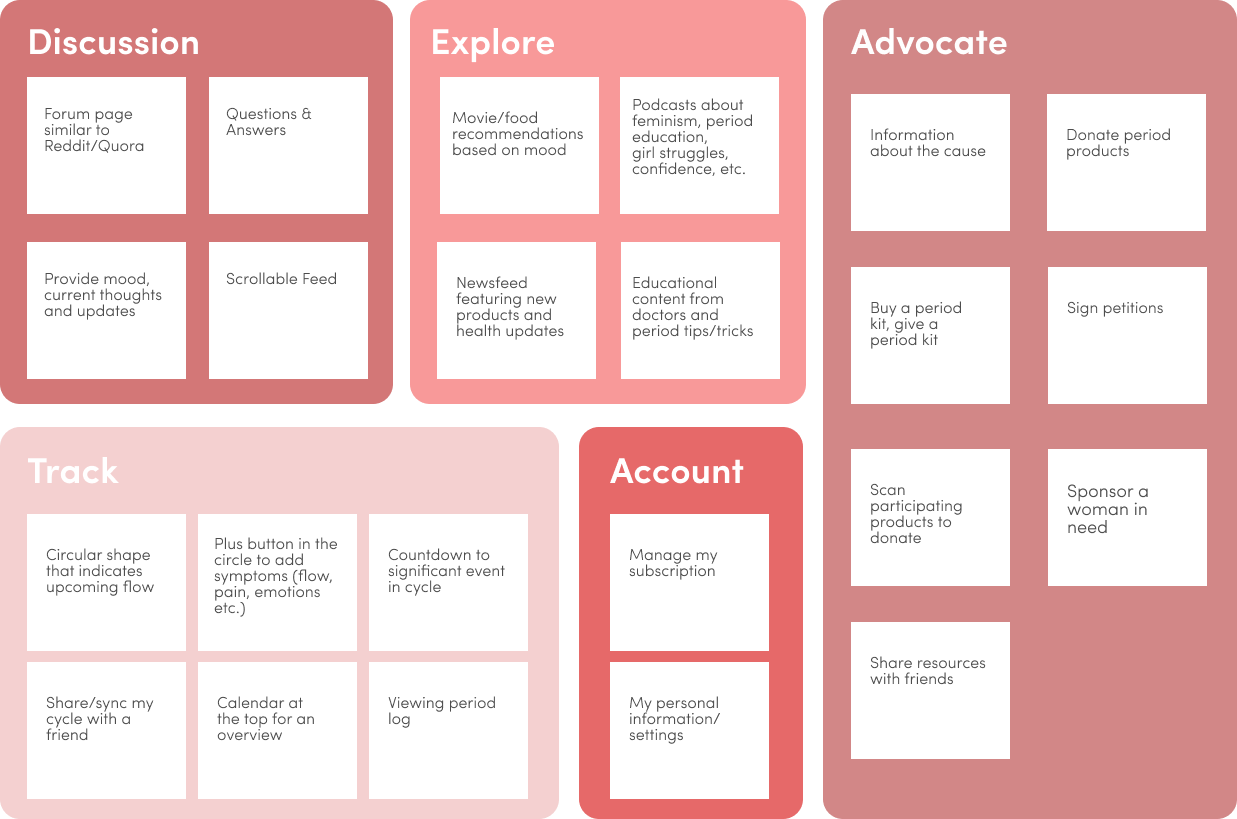 Discussion
Forum page
similar to
Reddit/Quora
Questions &
Answers
Provide mood,
current thoughts
and updates
Scrollable Feed
Explore
Movie/food
recommendations
based on mood
Podcasts about
feminism, period
education,
girl struggles,
confidence, etc.
Newsfeed
featuring new
products and
health updates
Educational
content from
doctors and
period tips/tricks
Advocate
Information
about the cause
Donate period
products
Buy a period
kit, give a
period kit
Sign petitions
Scan
participating
products to
donate
Sponsor a
woman in
need
Share resources
with friends
Track
Circular shape
that indicates
upcoming flow
Plus button in the
circle to add
symptoms (flow,
pain, emotions
etc.)
Countdown to
significant event
in cycle
Share/sync my
cycle with a
friend
Calendar at
the top for an
overview
Viewing period
log
Account
Manage my
subscription
My personal
information/
settings